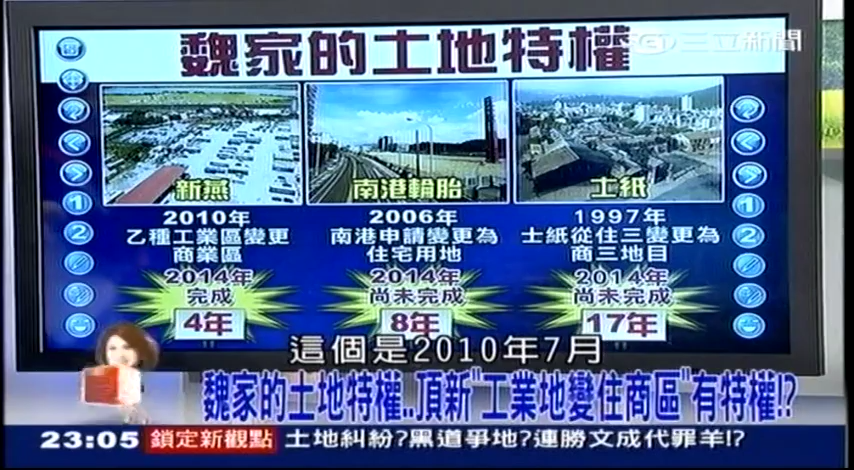 魏家的土地特權
三立新聞
新燕
南港輪胎
士紙
2010年
乙種工業區變更
商業區
2014年
完成
4年
2006年
南港申請變更為
住宅用地
2014年
尚未完成
8年
1997年
士紙從住三變更為
商三地目
2014年
尚未完成
17年
1
2
1
2
這個是2010年7月
魏家的土地特權..頂新"工業地變住商區"有特權!?
23:05 鎖定新觀點 土地糾紛?黑道爭地?連勝文成代罪羊!?